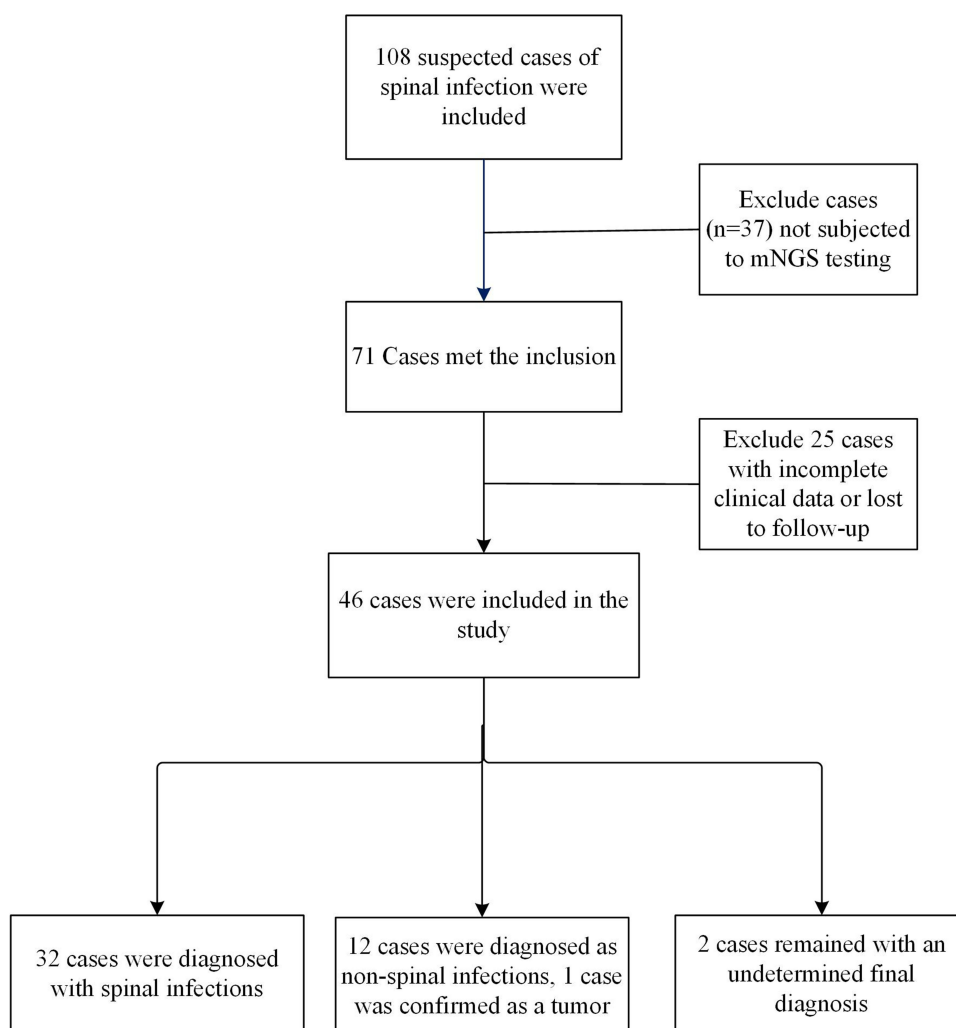 108 suspected cases of
spinal infection were
included
Exclude cases
(n=37) not subjected
to mNGS testing
71 Cases met the inclusion
Exclude 25 cases
with incomplete
clinical data or lost
to follow-up
46 cases were included in the
study
32 cases were diagnosed
with spinal infections
12 cases were diagnosed as
non-spinal infections, 1 case
was confirmed as a tumor
2 cases remained with an
undetermined final
diagnosis